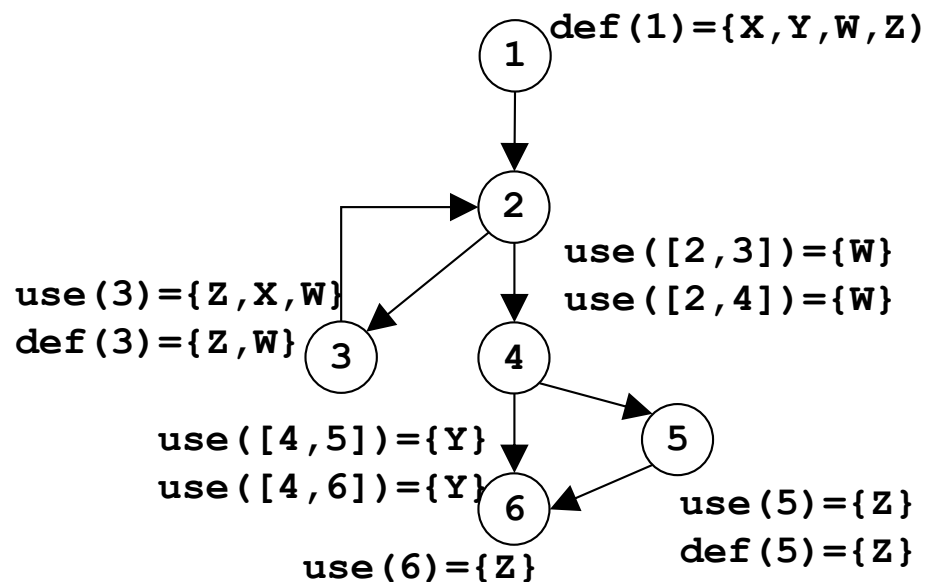 def(1)={X,Y,W,Z)
1
2
use([2,3])={W}
use([2,4])={W}
use(3)={Z,X,W}
def(3)={Z,W}
3
4
use([4,5])={Y}
use([4,6])={Y}
5
6
use(5)={Z}
def(5)={Z}
use(6)={Z}